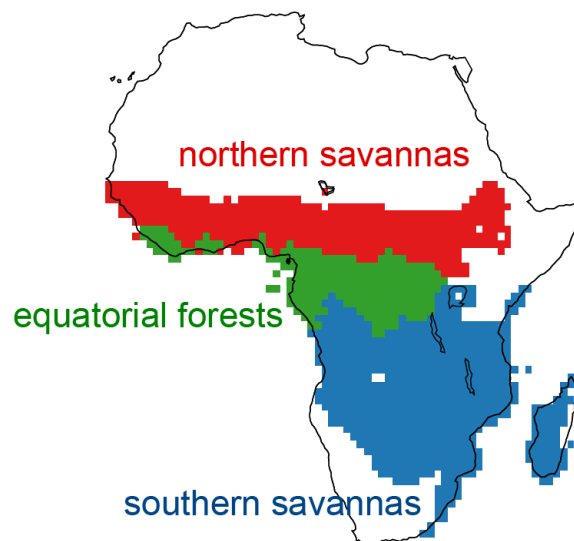 northern savannas
equatorial forests
southern savannas